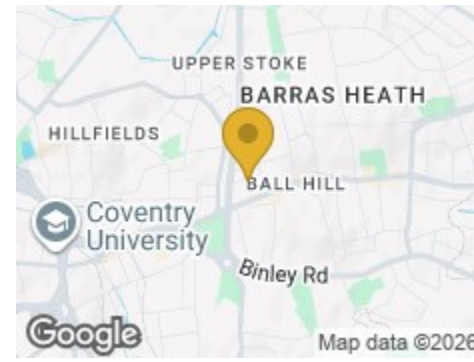 UPPER STOKE
BARRAS HEATH
HILLFIELDS
BALL HILL
Coventry
University
Binley Rd
Google
Map data ©2026